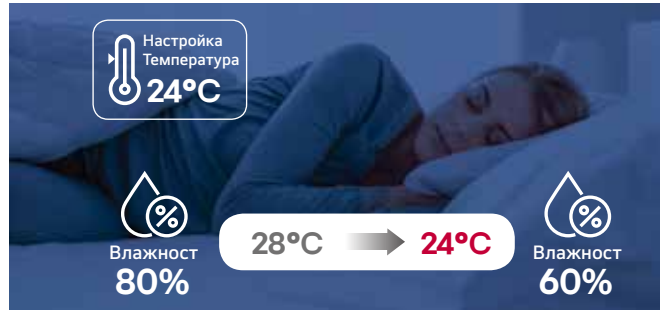 Настройка
Температура
24°C
%
Влажност
80%
28°C
24°C
%
Влажност
60%